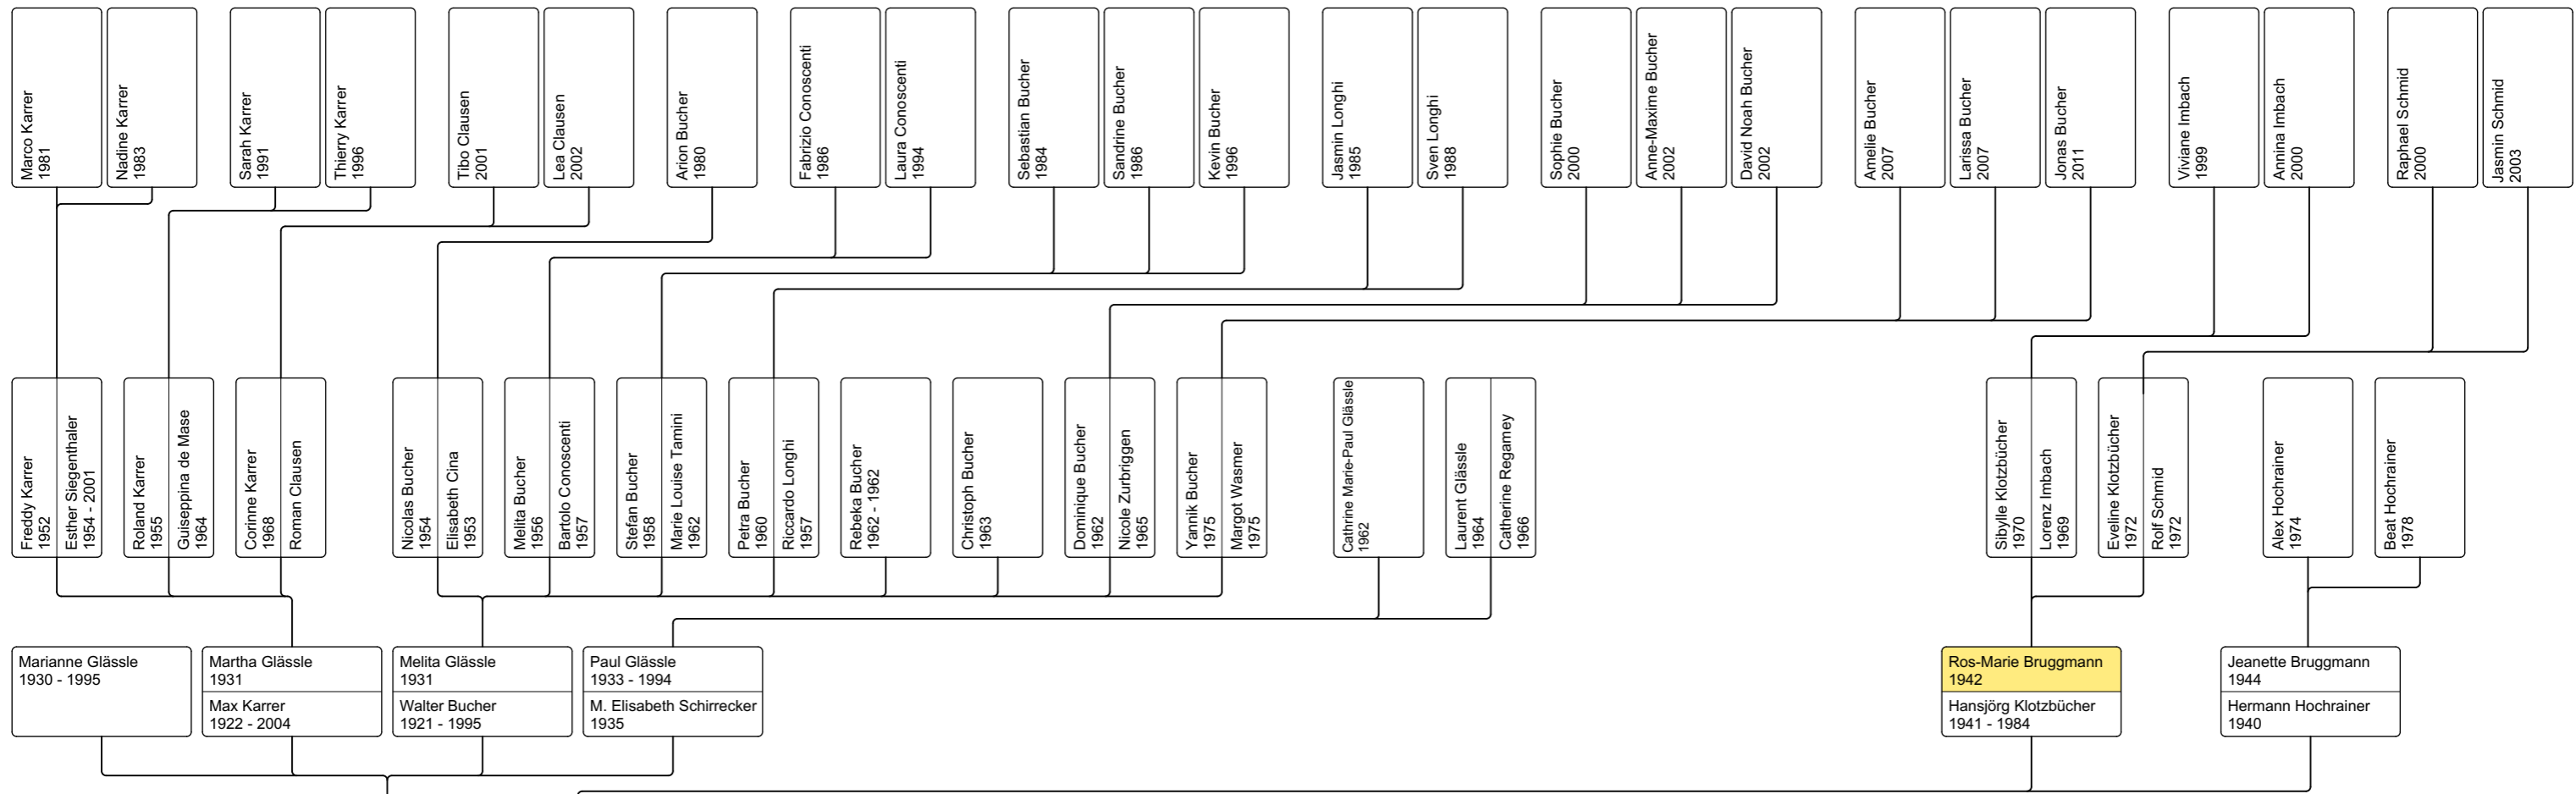 Marco Karrer
1981
Nadine Karrer
1983
Sarah Karrer
1991
Thierry Karrer
1996
Tibo Clausen
2001
Lea Clausen
2002
Arion Bucher
1980
Fabrizio Conoscenti
1986
Laura Conoscenti
1994
Sebastian Bucher
1984
Sandrine Bucher
1986
Kevin Bucher
1996
Jasmin Longhi
1985
Sven Longhi
1988
Sophie Bucher
2000
Anne-Maxime Bucher
2002
David Noah Bucher
2002
Amelie Bucher
2007
Larissa Bucher
2007
Jonas Bucher
2011
Viviane Imbach
1999
Annina Imbach
2000
Raphael Schmid
2000
Jasmin Schmid
2003
Freddy Karrer
1952
Esther Siegenthaler
1954 - 2001
Roland Karrer
1955
Guiseppina de Mase
1964
Corinne Karrer
1968
Roman Clausen
Nicolas Bucher
1954
Elisabeth Cina
1953
Melita Bucher
1956
Bartolo Conoscenti
1957
Stefan Bucher
1958
Marie Louise Tamini
1962
Petra Bucher
1960
Riccardo Longhi
1957
Rebeka Bucher
1962 - 1962
Christoph Bucher
1963
Dominique Bucher
1962
Nicole Zurbriggen
1965
Yannik Bucher
1975
Margot Wasmer
1975
Cathrine Marie-Paul Glässle
1962
Laurent Glässle
1964
Catherine Regamey
1966
Sibylle Klotzbücher
1970
Lorenz Imbach
1969
Eveline Klotzbücher
1972
Rolf Schmid
1972
Alex Hochrainer
1974
Beat Hochrainer
1978
Marianne Glässle
1930 - 1995
Martha Glässle
1931
Max Karrer
1922 - 2004
Melita Glässle
1931
Walter Bucher
1921 - 1995
Paul Glässle
1933 - 1994
M. Elisabeth Schirrecker
1935
Ros-Marie Bruggmann
1942
Hansjörg Klotzbücher
1941 - 1984
Jeanette Bruggmann
1944
Hermann Hochrainer
1940